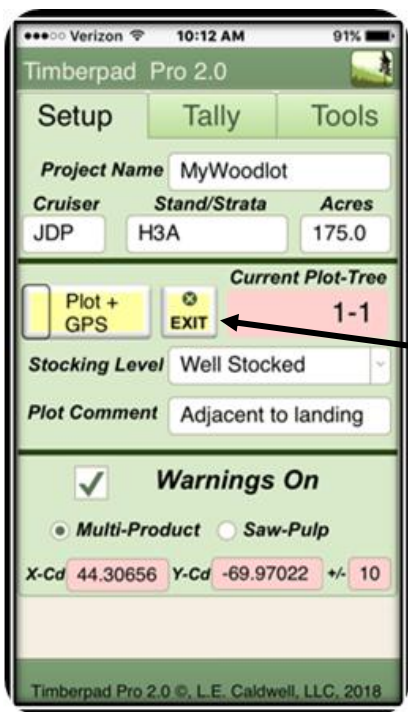 Verizon 10:12 AM 91%
Timberpad Pro 2.0
Setup Tally Tools
Project Name MyWoodlot
Cruiser Stand/Strata Acres
JDP H3A 175.0
Current Plot-Tree
Plot + GPS EXIT 1-1
Stocking Level Well Stocked
Plot Comment Adjacent to landing
Warnings On
Multi-Product Saw-Pulp
X-Cd 44.30656 Y-Cd -69.97022 +/- 10
Timberpad Pro 2.0 ©, L.E. Caldwell, LLC, 2018